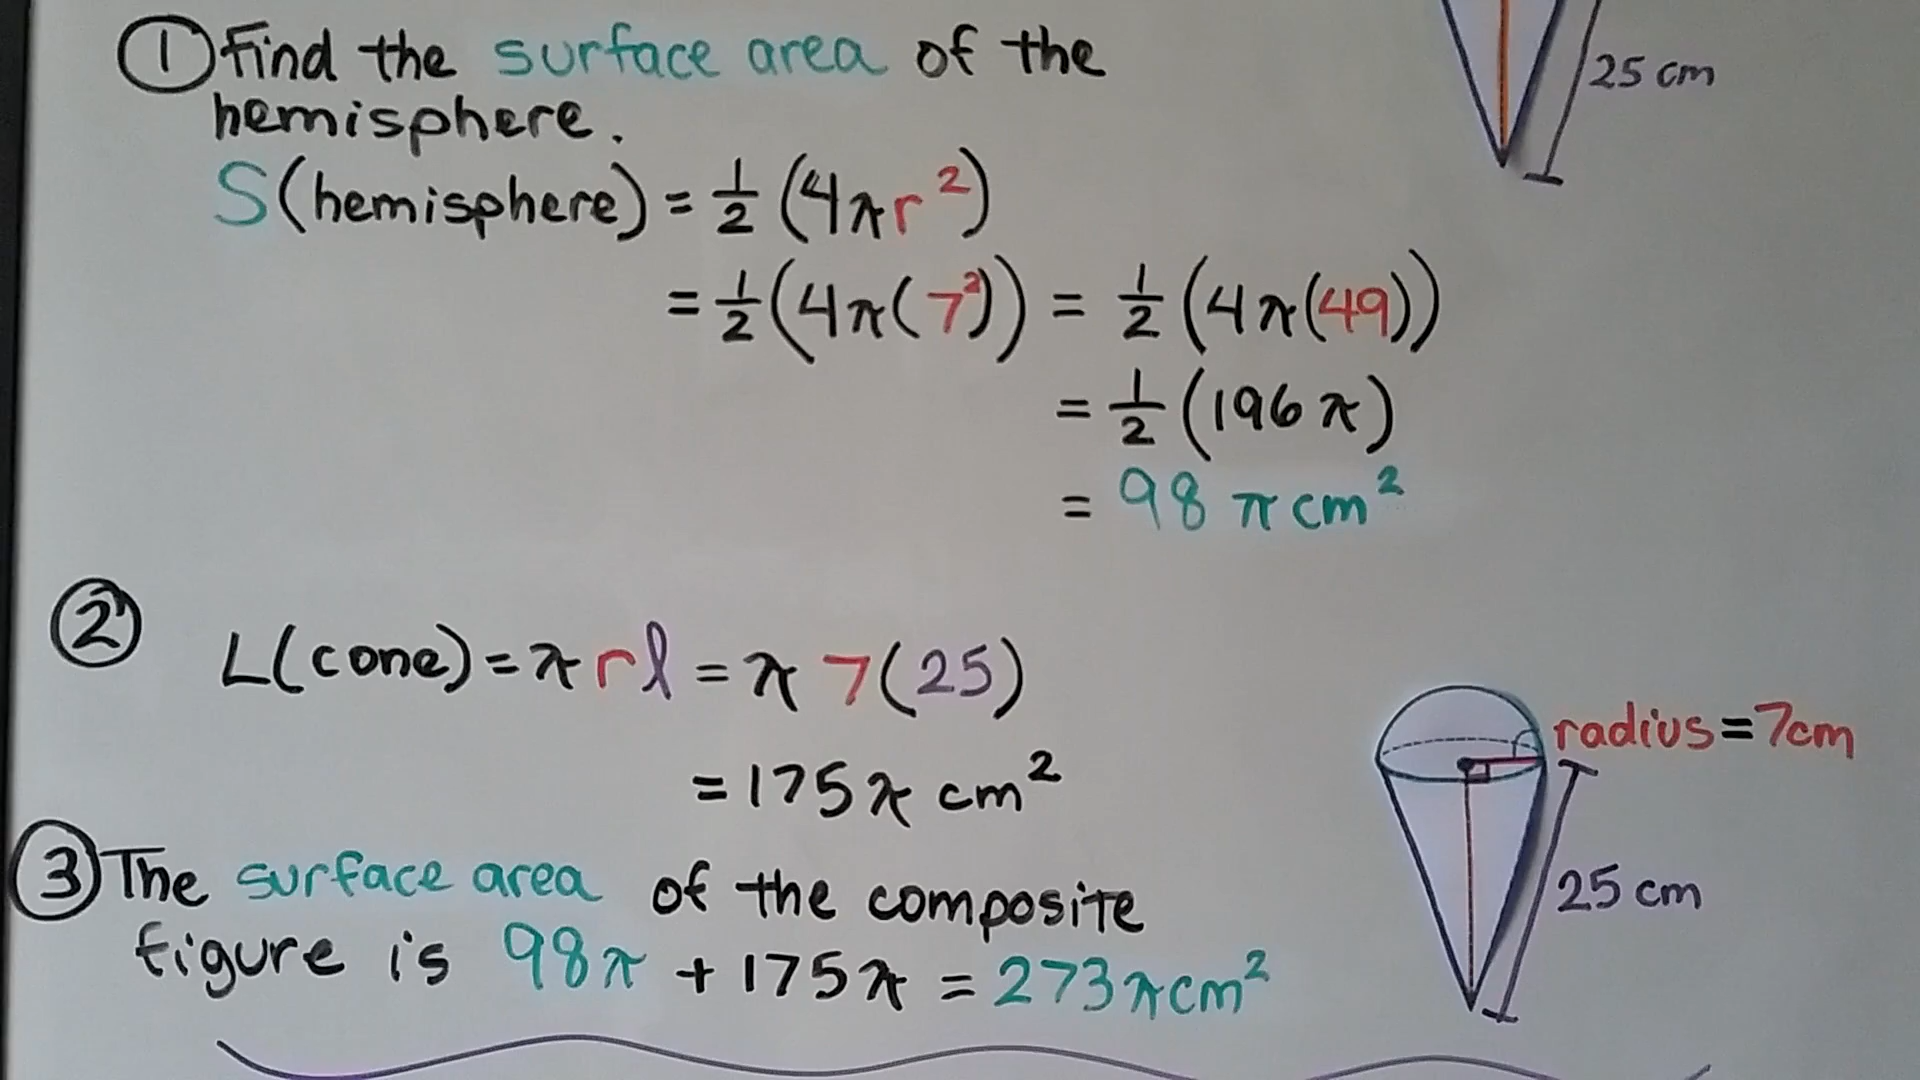 ① Find the surface area of the
25 cm
hemisphere.
S(hemisphere) = 1/2 (4πr²)
= 1/2 (4π(7²)) = 1/2 (4π(49))
= 1/2 (196π)
= 98 π cm²
② L(cone) = π r l = π 7(25)
= 175π cm²
radius = 7cm
25 cm
③ The surface area of the composite
figure is 98π + 175π = 273π cm²